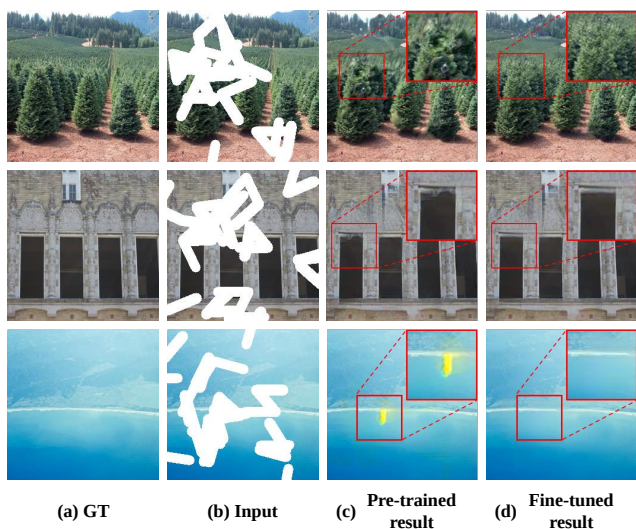 (a) GT
(b) Input
(c) Pre-trained
result
(d) Fine-tuned
result